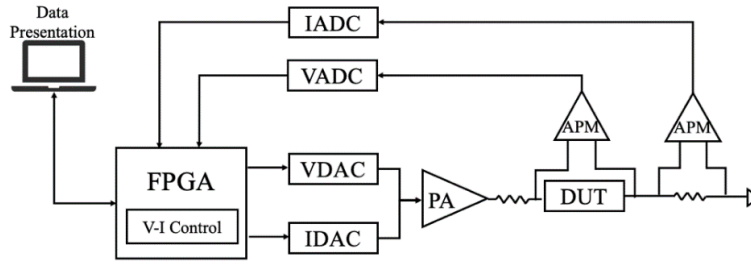 Data
Presentation
IADC
VADC
APM
APM
FPGA
V-I Control
VDAC
IDAC
PA
DUT